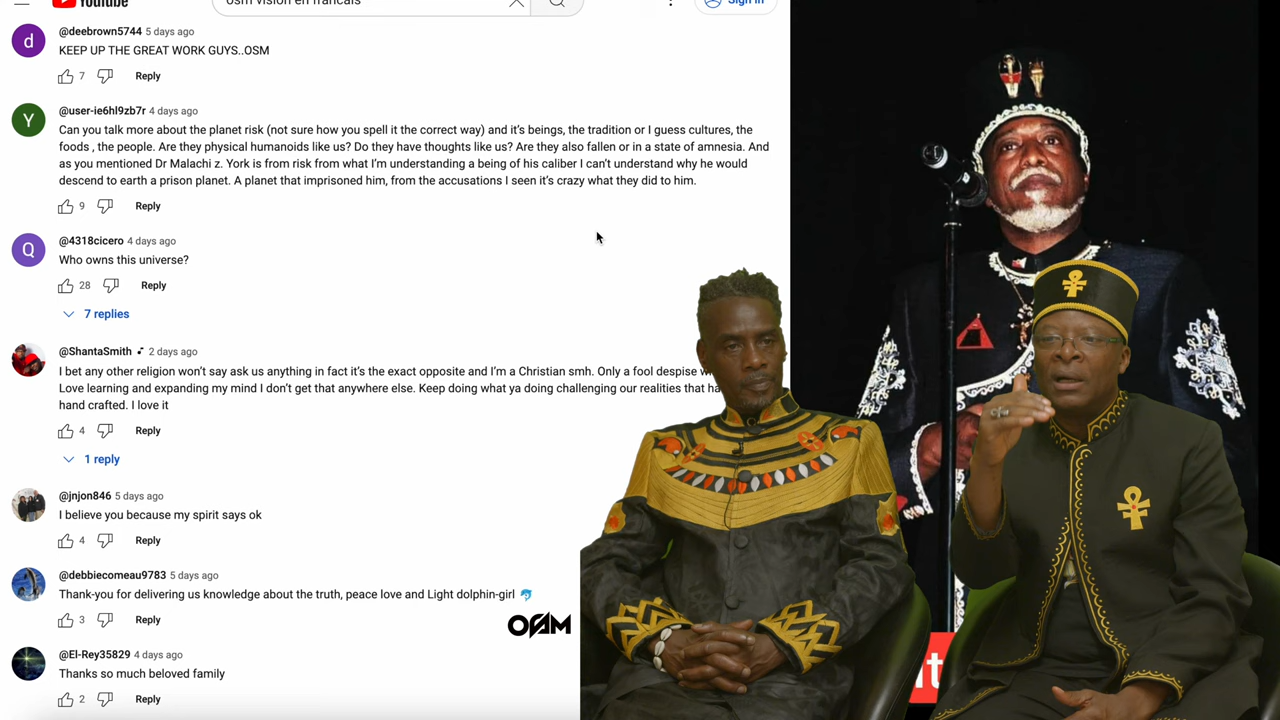 YouTube
osm vision en francais
Sign in
d
@deebrown5744 5 days ago
KEEP UP THE GREAT WORK GUYS..OSM
7 Reply
Y
@user-ie6hl9zb7r 4 days ago
Can you talk more about the planet risk (not sure how you spell it the correct way) and it's beings, the tradition or I guess cultures, the
foods , the people. Are they physical humanoids like us? Do they have thoughts like us? Are they also fallen or in a state of amnesia. And
as you mentioned Dr Malachi z. York is from risk from what I'm understanding a being of his caliber I can't understand why he would
descend to earth a prison planet. A planet that imprisoned him, from the accusations I seen it's crazy what they did to him.
9 Reply
Q
@4318cicero 4 days ago
Who owns this universe?
28 Reply
7 replies
@ShantaSmith 2 days ago
I bet any other religion won't say ask us anything in fact it's the exact opposite and I'm a Christian smh. Only a fool despise
Love learning and expanding my mind I don't get that anywhere else. Keep doing what ya doing challenging our realities that
hand crafted. I love it
4 Reply
1 reply
@jnjon846 5 days ago
I believe you because my spirit says ok
4 Reply
@debbiecomeau9783 5 days ago
Thank-you for delivering us knowledge about the truth, peace love and Light dolphin-girl
3 Reply
OSM
@El-Rey35829 4 days ago
Thanks so much beloved family
2 Reply